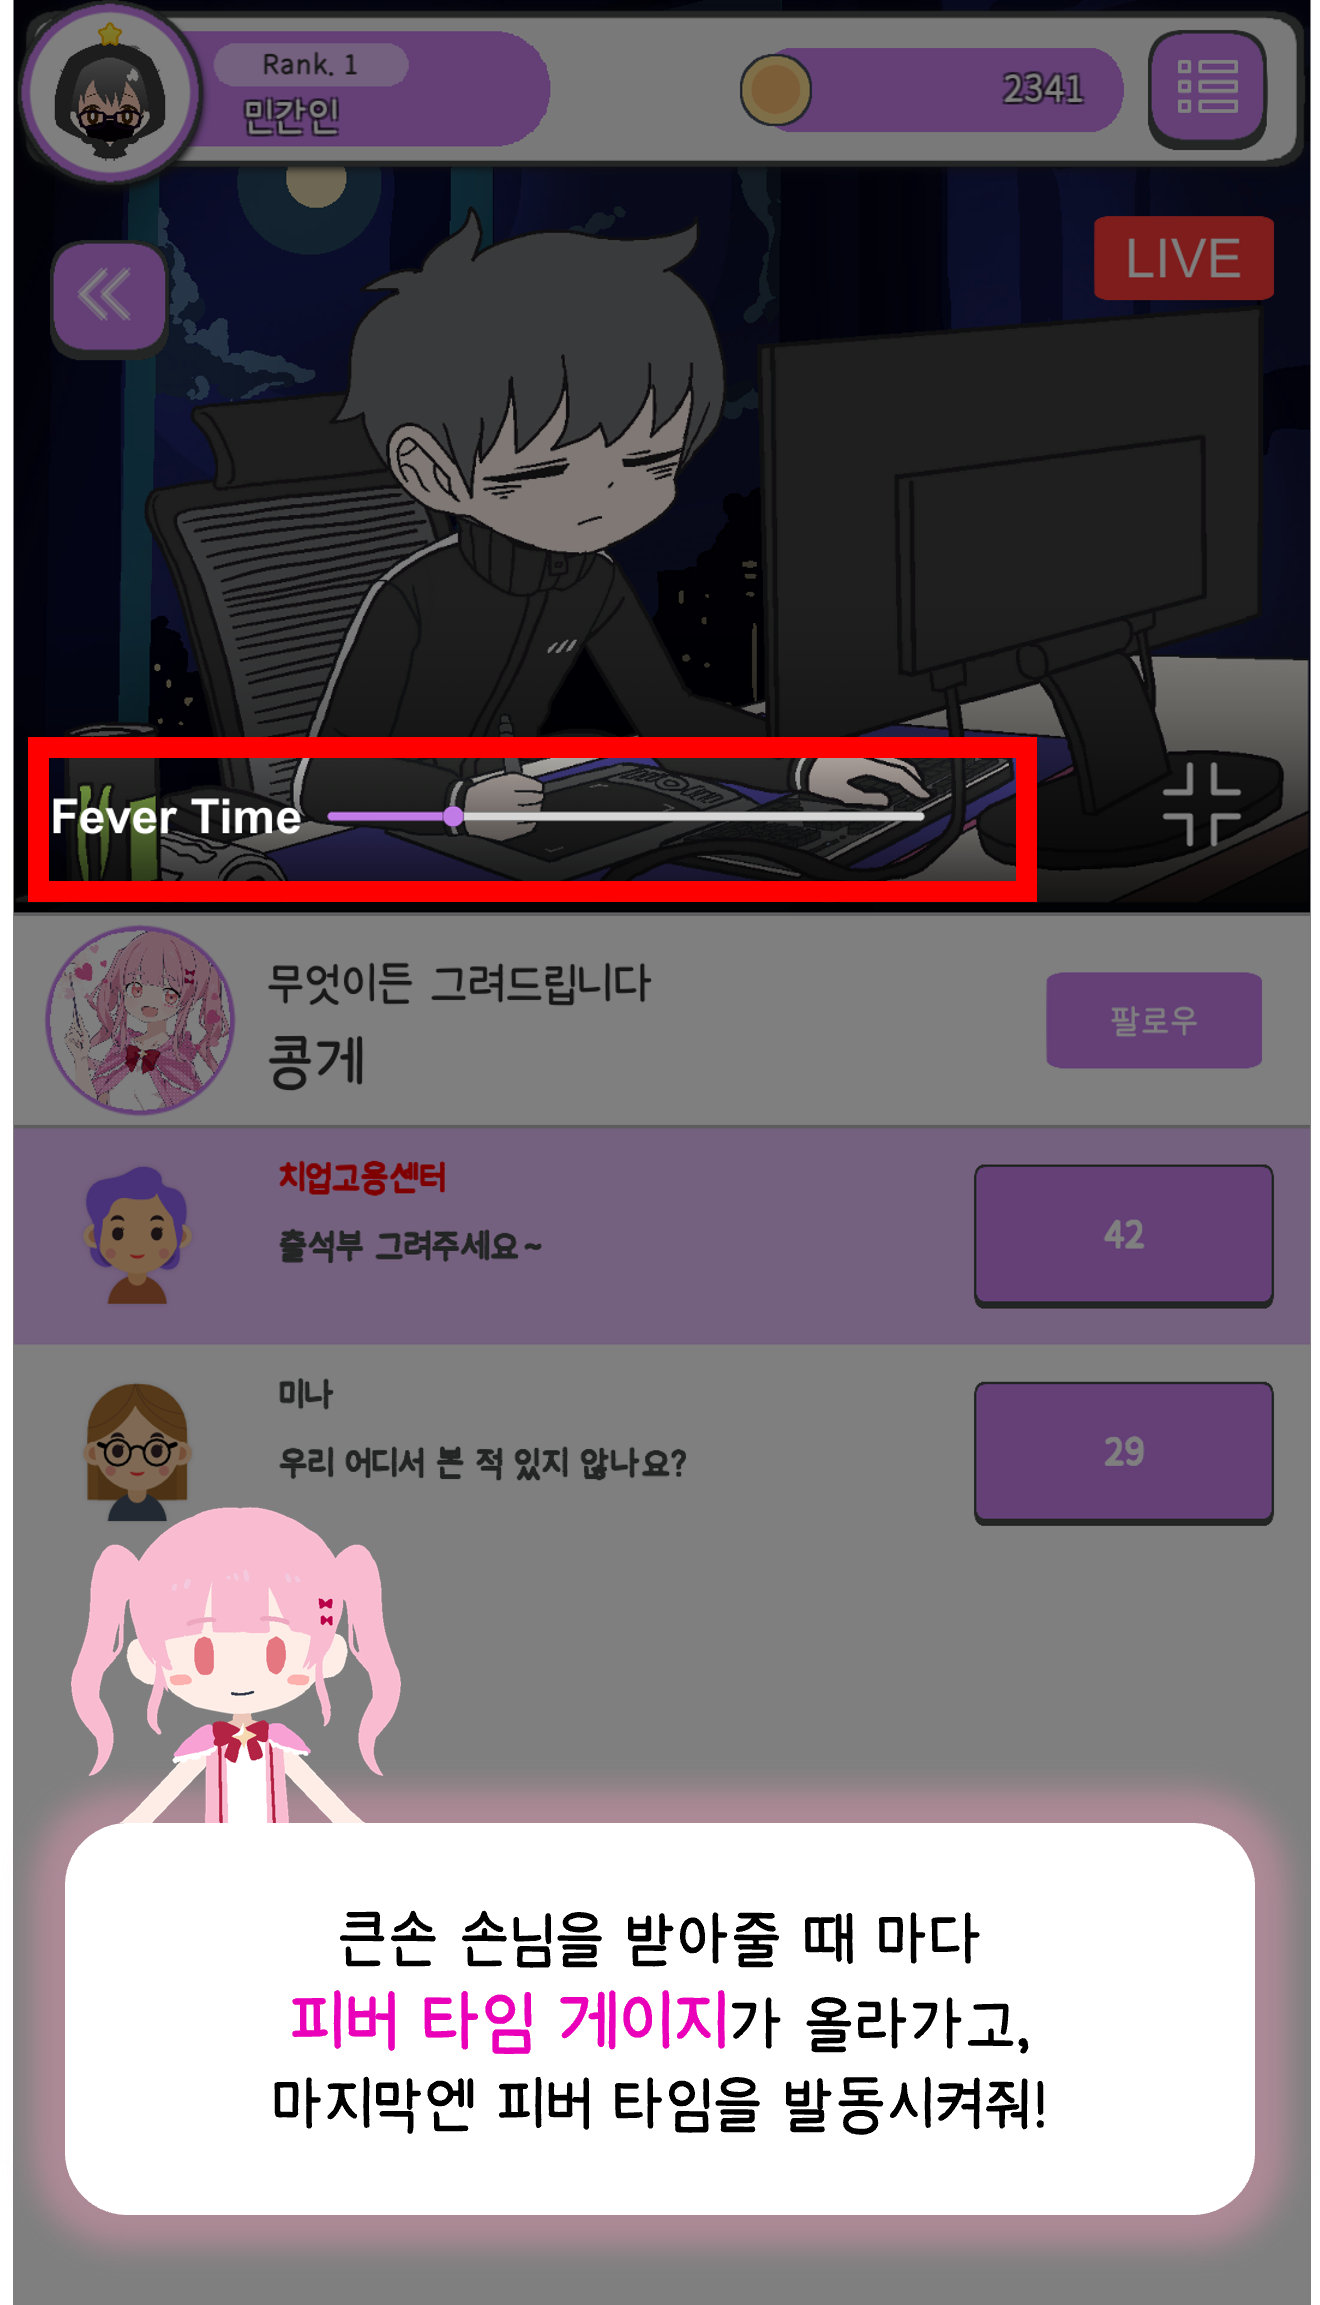 Rank. 1
민간인
2341
LIVE
Fever Time
무엇이든 그려드립니다
콩게
팔로우
치업고용센터
출석부 그려주세요~
42
미나
우리 어디서 본 적 있지 않나요?
29
큰손 손님을 받아줄 때 마다
피버 타임 게이지가 올라가고,
마지막엔 피버 타임을 발동시켜줘!